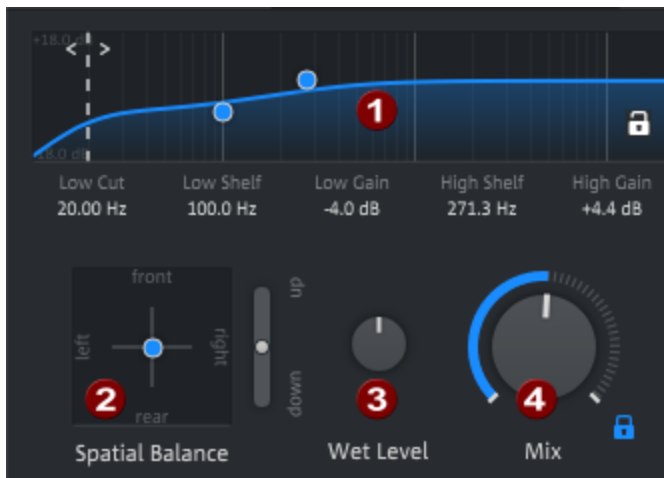 +18.0 dB
< >
1
-18.0 dB
Low Cut Low Shelf Low Gain High Shelf High Gain
20.00 Hz 100.0 Hz -4.0 dB 271.3 Hz +4.4 dB
front
up
left
right
down
2
rear
3
4
Spatial Balance
Wet Level
Mix